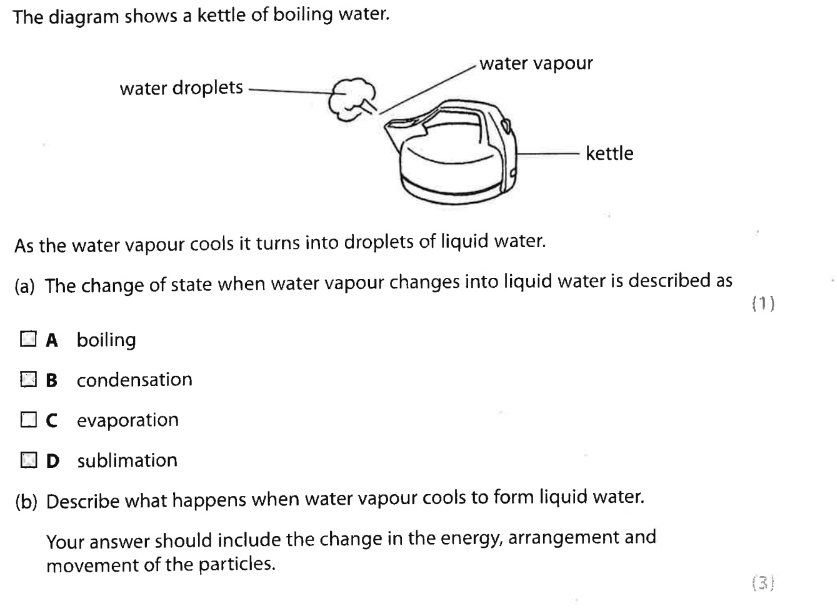 The diagram shows a kettle of boiling water.
water vapour
water droplets
kettle
As the water vapour cools it turns into droplets of liquid water.
(a) The change of state when water vapour changes into liquid water is described as
(1)
A boiling
B condensation
C evaporation
D sublimation
(b) Describe what happens when water vapour cools to form liquid water.
Your answer should include the change in the energy, arrangement and
movement of the particles.
(3)